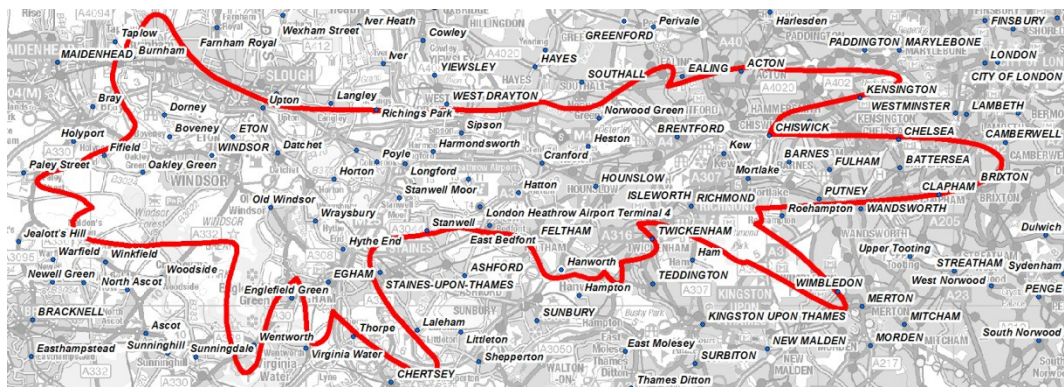 A4094
Iver Heath
Perivale
Harlesden
FINSBURY
Taplow
Wexham Street
Cowley
GREENFORD
Farnham Royal
MAIDENHEAD
Burnham
A412
Iver
A4020
HAYES
A40
PADDINGTON
MARYLEBONE
LONDON
YIEWSLEY
SOUTHALL
EALING
ACTON
CITY OF LONDON
SLOUGH
Bray
Dorney
Upton
Langley
WEST DRAYTON
KENSINGTON
Richings Park
Norwood Green
WESTMINSTER
LAMBETH
Boveney
ETON
Sipson
Holyport
Harmondsworth
Heston
BRENTFORD
CHISWICK
CHELSEA
CAMBERWELL
Fifield
WINDSOR
Datchet
Poyle
Cranford
Kew
BARNES
Paley Street
Oakley Green
Horton
Longford
Mortlake
FULHAM
BATTERSEA
WINDSOR
Stanwell Moor
Hatton
HOUNSLOW
BRIXTON
Old Windsor
ISLEWORTH
RICHMOND
PUTNEY
CLAPHAM
Wraysbury
London Heathrow Airport Terminal 4
Roehampton
WANDSWORTH
Jealott's Hill
Stanwell
FELTHAM
A316
TWICKENHAM
Dulwich
Hythe End
East Bedfont
Warfield
Winkfield
Ham
Upper Tooting
Woodside
Hanworth
Newell Green
EGHAM
ASHFORD
TEDDINGTON
STREATHAM
Sydenham
North Ascot
Englefield Green
STAINES-UPON-THAMES
Hampton
WIMBLEDON
West Norwood
PENGE
BRACKNELL
SUNBURY
KINGSTON UPON THAMES
MERTON
MITCHAM
Ascot
Wentworth
Thorpe
Laleham
South Norwood
Easthampstead
Sunninghill
Sunningdale
Virginia Water
Littleton
East Molesey
NEW MALDEN
MORDEN
Shepperton
SURBITON
CHERTSEY
Thames Ditton
A217